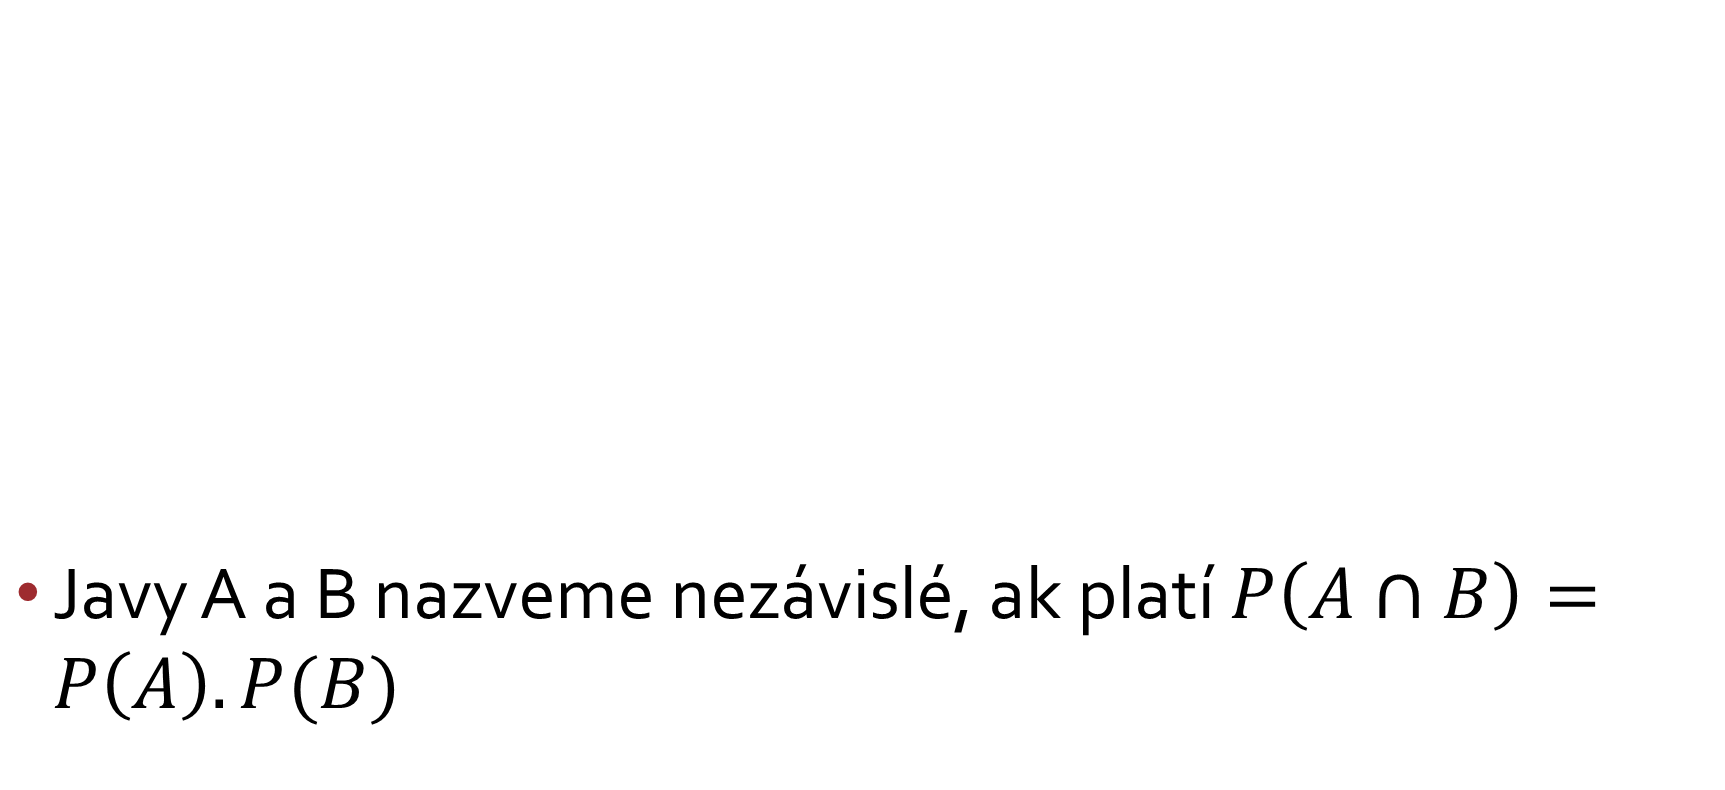 • Javy A a B nazveme nezávislé, ak platí P(A ∩ B) =
P(A). P(B)